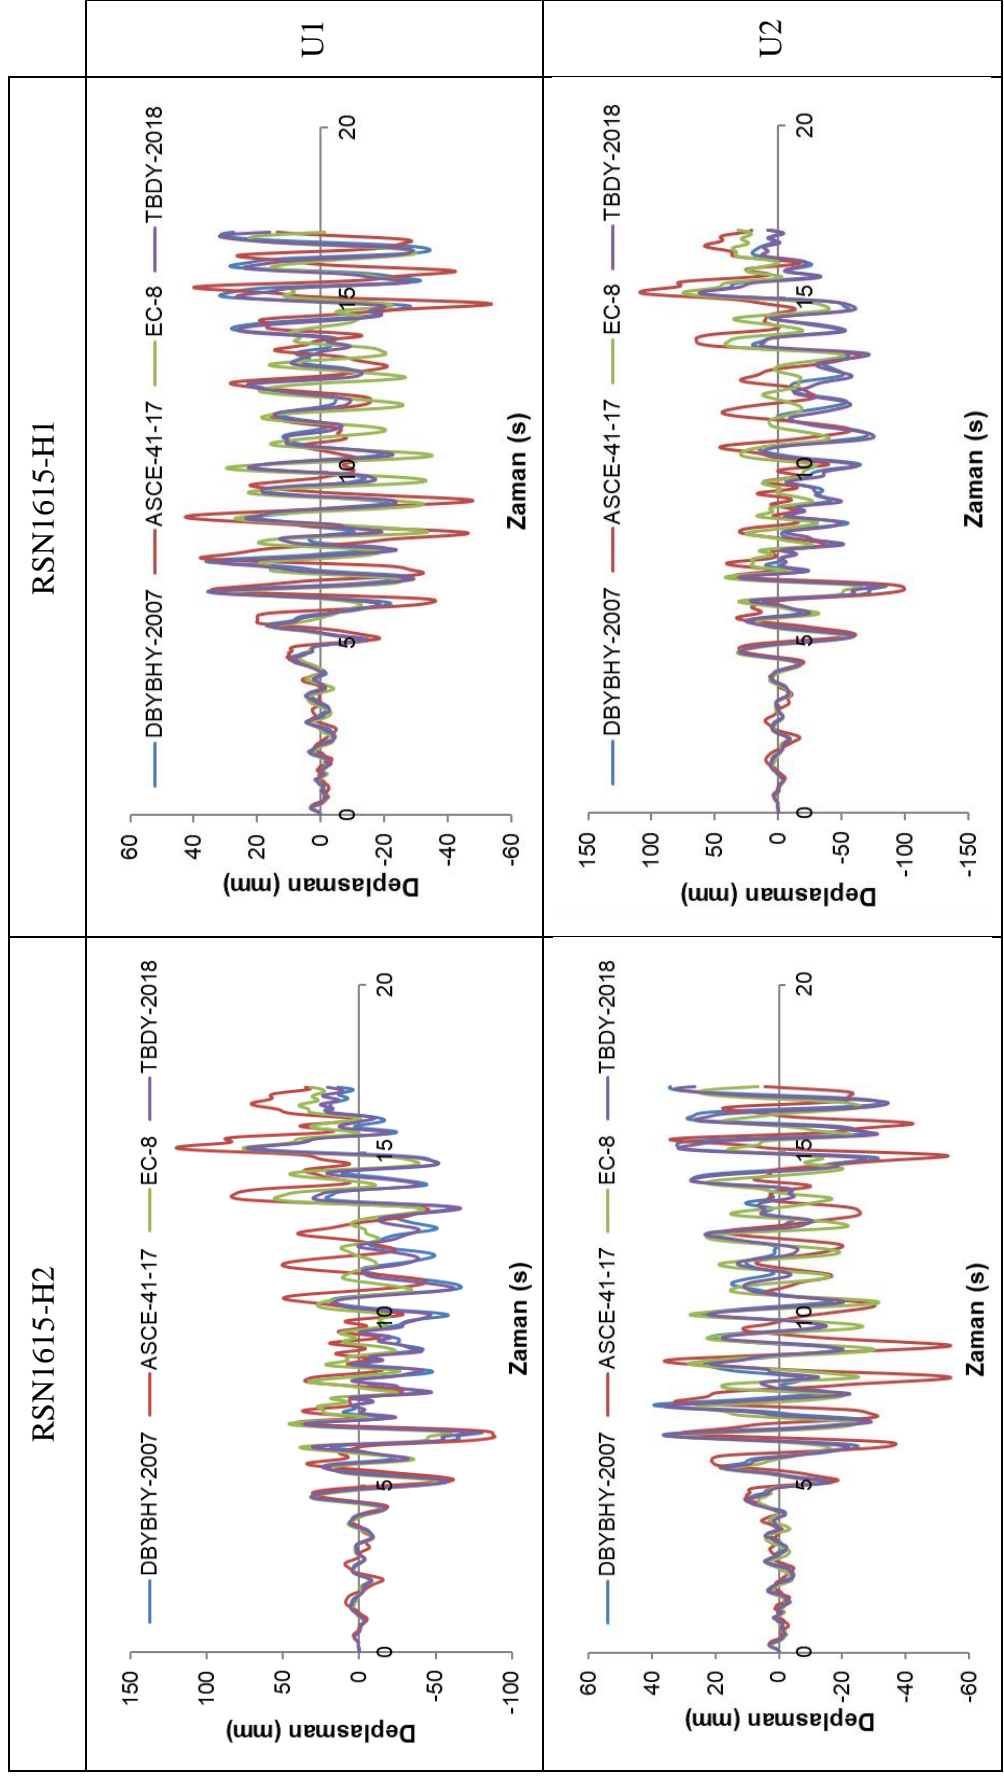 RSN1615-H2
RSN1615-H1
DBYBHY-2007 ASCE-41-17 EC-8 TBDY-2018
150
100
50
0
-50
-100
Deplasman (mm)
0 5 10 15 20
Zaman (s)
DBYBHY-2007 ASCE-41-17 EC-8 TBDY-2018
60
40
20
0
-20
-40
-60
Deplasman (mm)
0 5 10 15 20
Zaman (s)
U1
DBYBHY-2007 ASCE-41-17 EC-8 TBDY-2018
60
40
20
0
-20
-40
-60
Deplasman (mm)
0 5 10 15 20
Zaman (s)
DBYBHY-2007 ASCE-41-17 EC-8 TBDY-2018
150
100
50
0
-50
-100
-150
Deplasman (mm)
0 5 10 15 20
Zaman (s)
U2